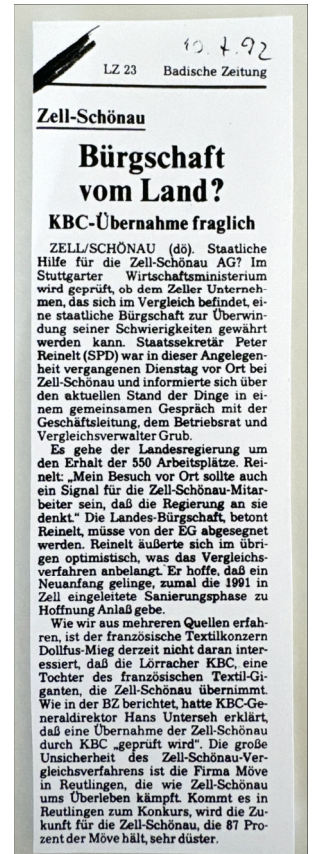 10.7.92
LZ 23 Badische Zeitung
Zell-Schönau
Bürgschaft
vom Land?
KBC-Übernahme fraglich
ZELL/SCHÖNAU (dö). Staatliche
Hilfe für die Zell-Schönau AG? Im
Stuttgarter Wirtschaftsministerium
wird geprüft, ob dem Zeller Unterneh-
men, das sich im Vergleich befindet, ei-
ne staatliche Bürgschaft zur Überwin-
dung seiner Schwierigkeiten gewährt
werden kann. Staatssekretär Peter
Reinelt (SPD) war in dieser Angelegen-
heit vergangenen Dienstag vor Ort bei
Zell-Schönau und informierte sich über
den aktuellen Stand der Dinge in ei-
nem gemeinsamen Gespräch mit der
Geschäftsleitung, dem Betriebsrat und
Vergleichsverwalter Grub.
Es gehe der Landesregierung um
den Erhalt der 550 Arbeitsplätze. Rei-
nelt: „Mein Besuch vor Ort sollte auch
ein Signal für die Zell-Schönau-Mitar-
beiter sein, daß die Regierung an sie
denkt.“ Die Landes-Bürgschaft, betont
Reinelt, müsse von der EG abgesegnet
werden. Reinelt äußerte sich im übri-
gen optimistisch, was das Vergleichs-
verfahren anbelangt. Er hoffe, daß ein
Neuanfang gelinge, zumal die 1991 in
Zell eingeleitete Sanierungsphase zu
Hoffnung Anlaß gebe.
Wie wir aus mehreren Quellen erfah-
ren, ist der französische Textilkonzern
Dollfus-Mieg derzeit nicht daran inter-
essiert, daß die Lörracher KBC, eine
Tochter des französischen Textil-Gi-
ganten, die Zell-Schönau übernimmt.
Wie in der BZ berichtet, hatte KBC-Ge-
neraldirektor Hans Unterseh erklärt,
daß eine Übernahme der Zell-Schönau
durch KBC „geprüft wird“. Die große
Unsicherheit des Zell-Schönau-Ver-
gleichsverfahrens ist die Firma Möve
in Reutlingen, die wie Zell-Schönau
ums Überleben kämpft. Kommt es in
Reutlingen zum Konkurs, wird die Zu-
kunft für die Zell-Schönau, die 87 Pro-
zent der Möve hält, sehr düster.